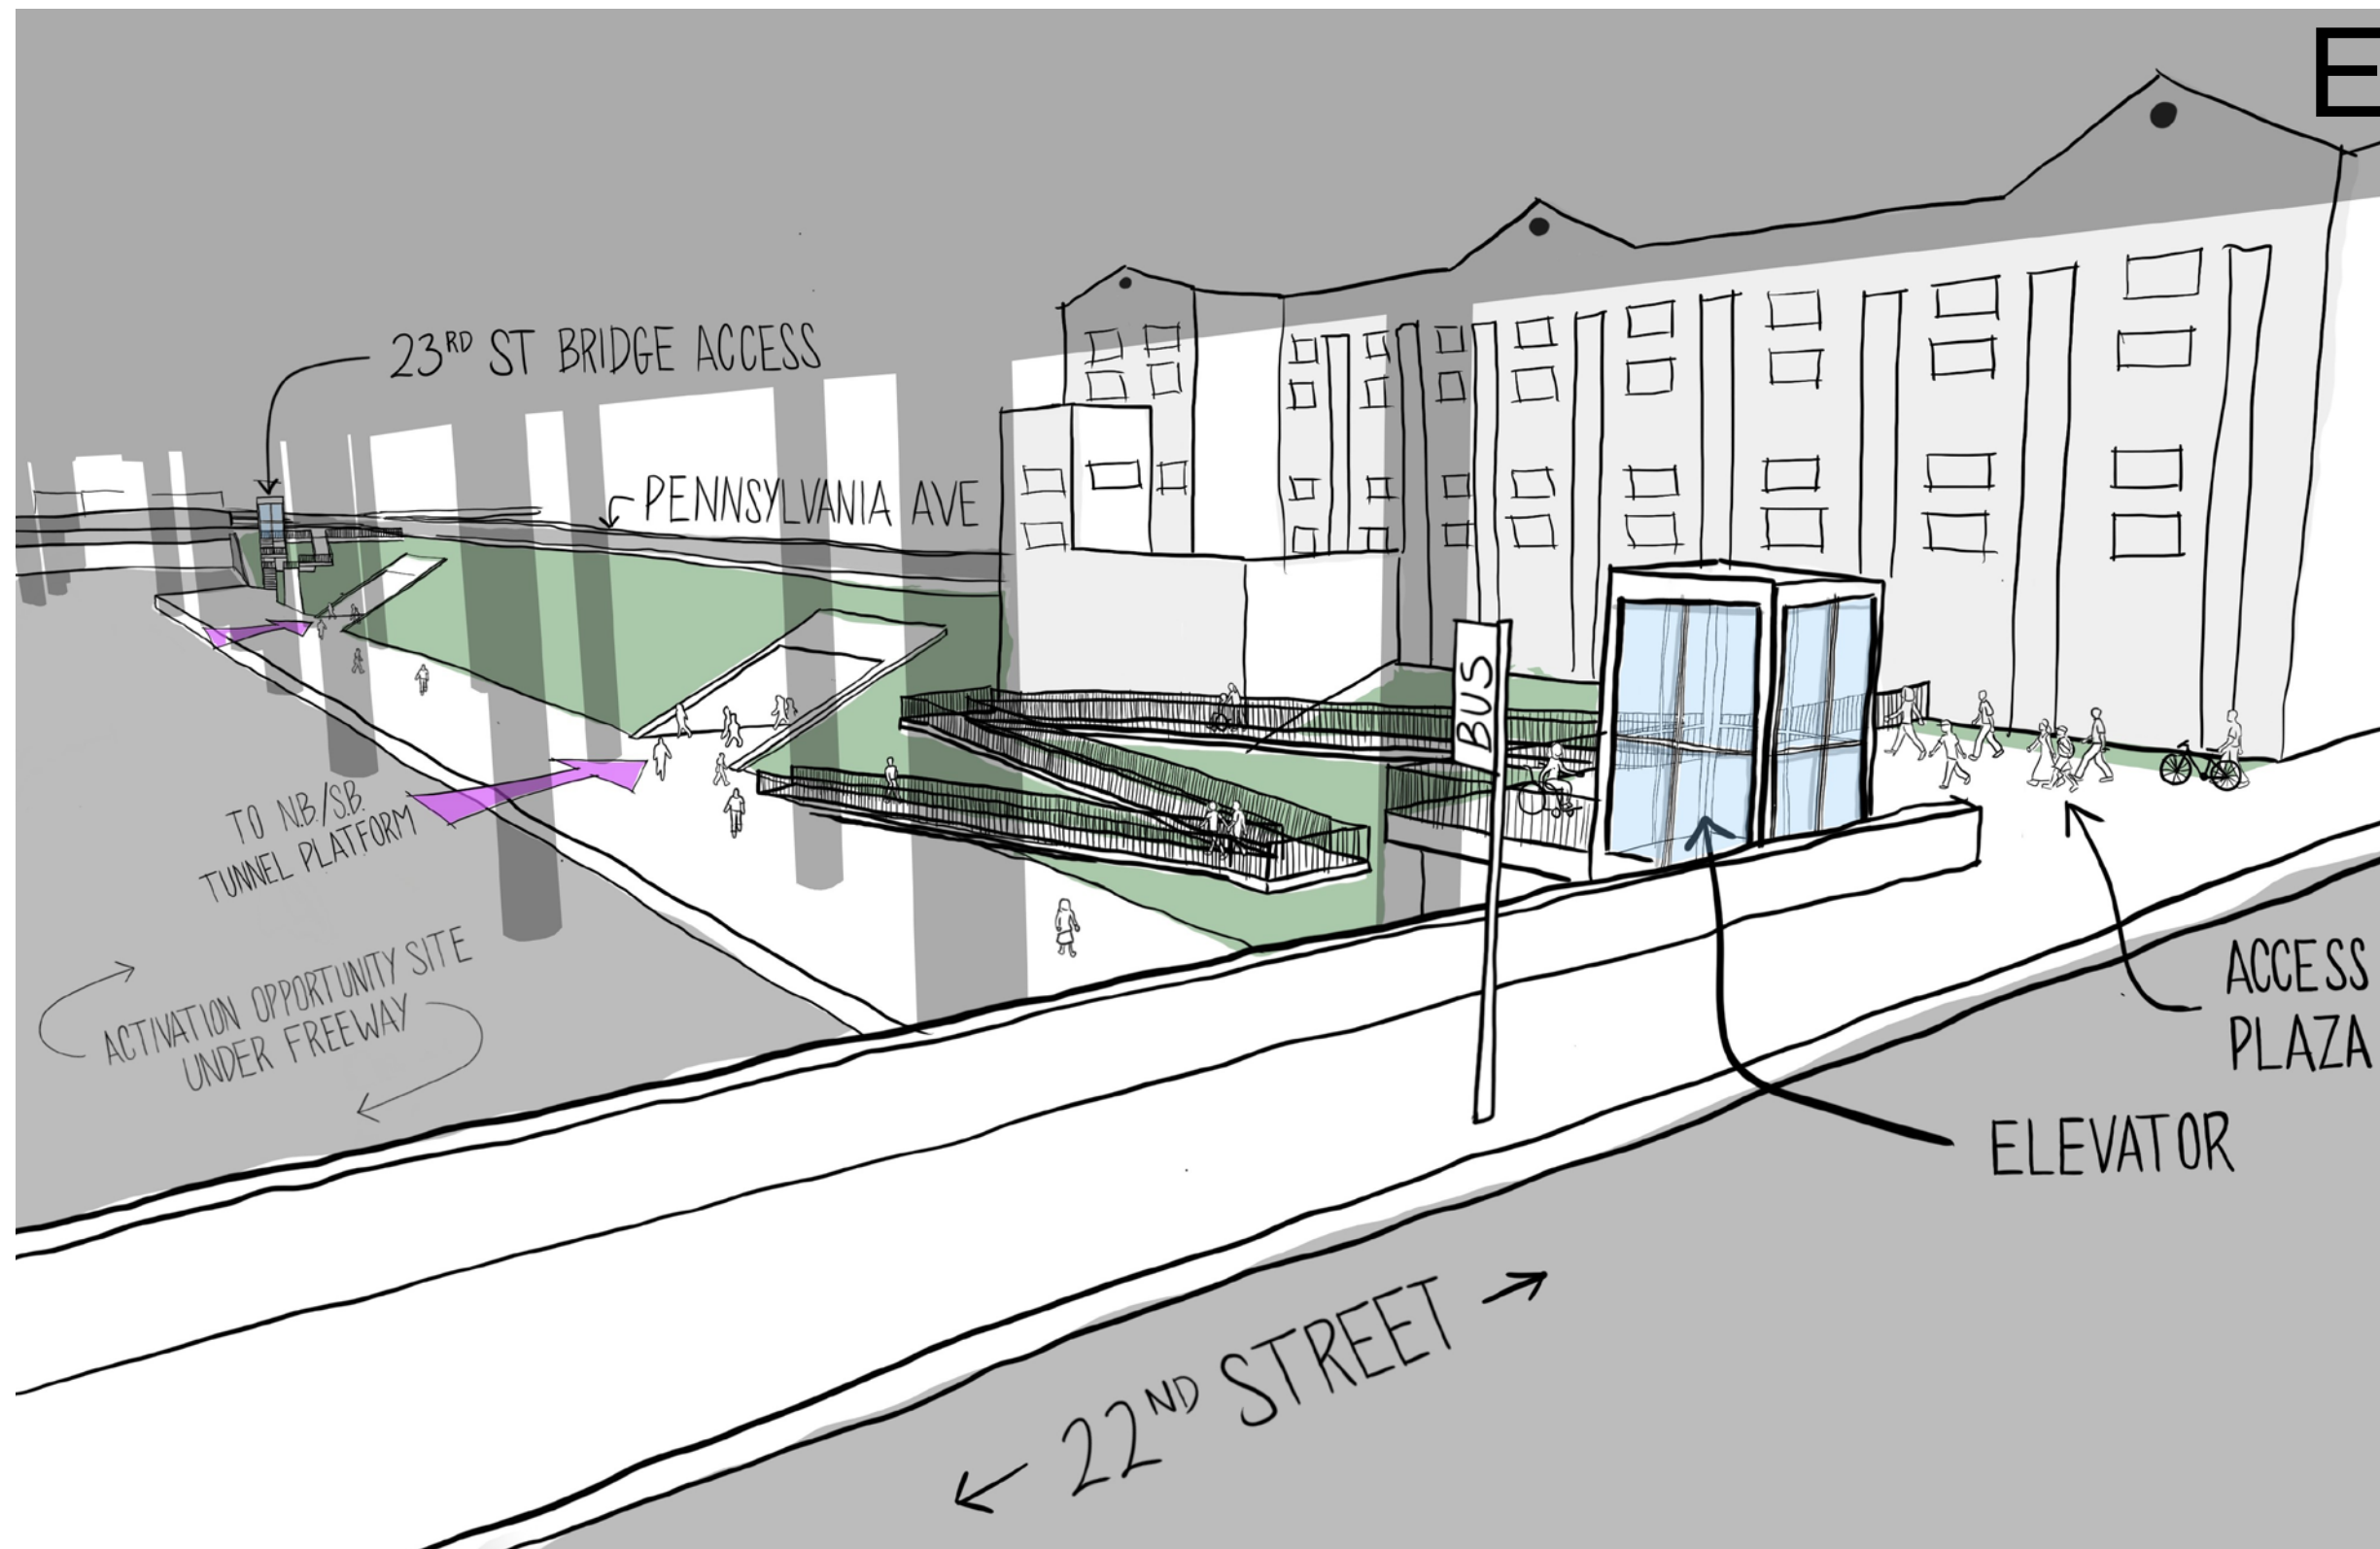 E
23RD ST BRIDGE ACCESS
PENNSYLVANIA AVE
BUS
TO N.B./S.B.
TUNNEL PLATFORM
ACTIVATION OPPORTUNITY SITE
UNDER FREEWAY
ACCESS
PLAZA
ELEVATOR
22ND STREET